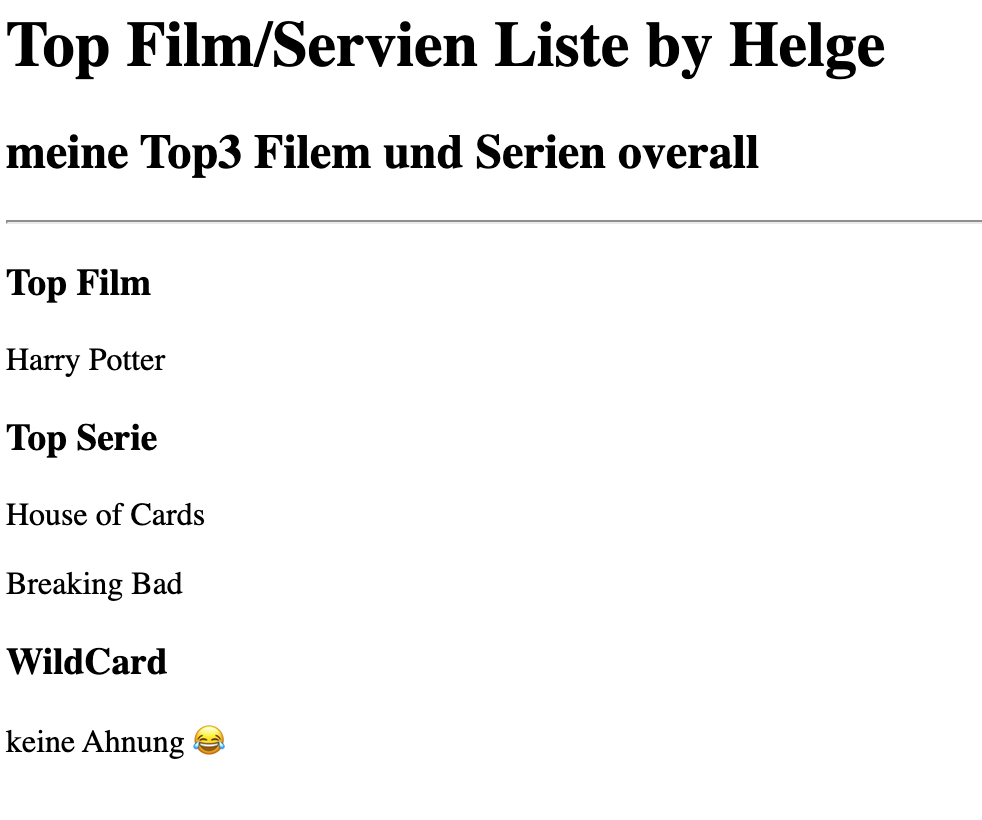 Top Film/Servien Liste by Helge
meine Top3 Filem und Serien overall
Top Film
Harry Potter
Top Serie
House of Cards
Breaking Bad
WildCard
keine Ahnung 😂